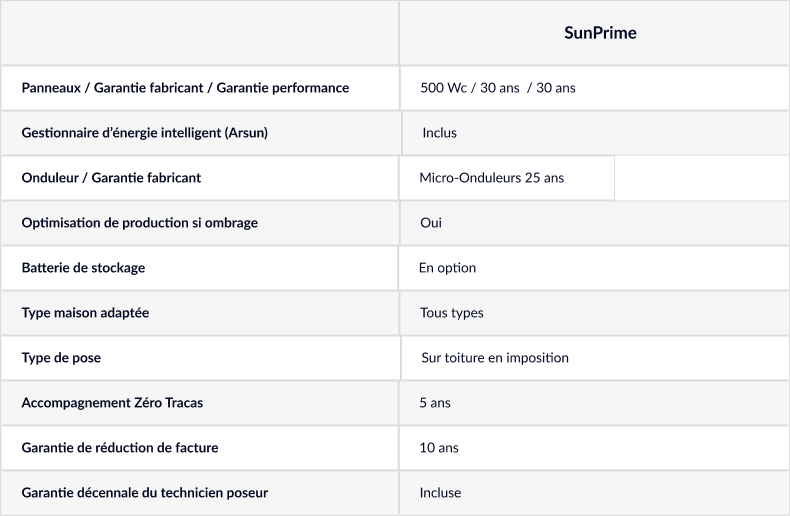 SunPrime
Panneaux / Garantie fabricant / Garantie performance 500 Wc / 30 ans / 30 ans
Gestionnaire d’énergie intelligent (Arsun) Inclus
Onduleur / Garantie fabricant Micro-Onduleurs 25 ans
Optimisation de production si ombrage Oui
Batterie de stockage En option
Type maison adaptée Tous types
Type de pose Sur toiture en imposition
Accompagnement Zéro Tracas 5 ans
Garantie de réduction de facture 10 ans
Garantie décennale du technicien poseur Incluse